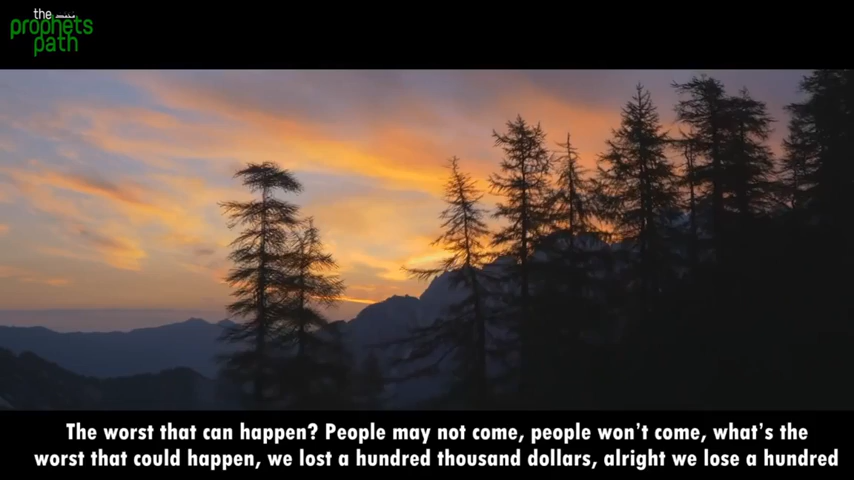 the
prophets
path
The worst that can happen? People may not come, people won't come, what's the
worst that could happen, we lost a hundred thousand dollars, alright we lose a hundred